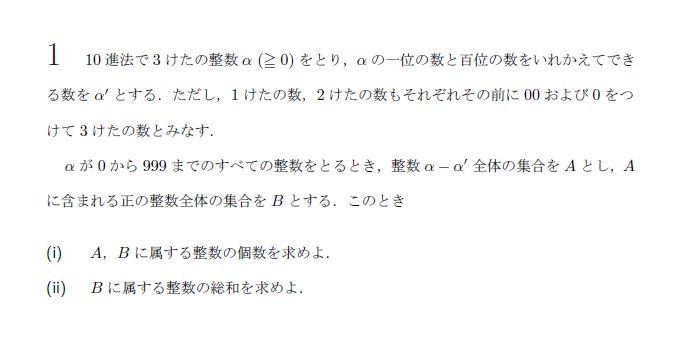 1 10 進法で 3 けたの整数 α (≧ 0) をとり，α の一位の数と百位の数をいれかえてでき
る数を α′ とする．ただし，1 けたの数，2 けたの数もそれぞれその前に 00 および 0 をつ
けて 3 けたの数とみなす．
α が 0 から 999 までのすべての整数をとるとき，整数 α − α′ 全体の集合を A とし，A
に含まれる正の整数全体の集合を B とする．このとき
(i) A，B に属する整数の個数を求めよ．
(ii) B に属する整数の総和を求めよ．